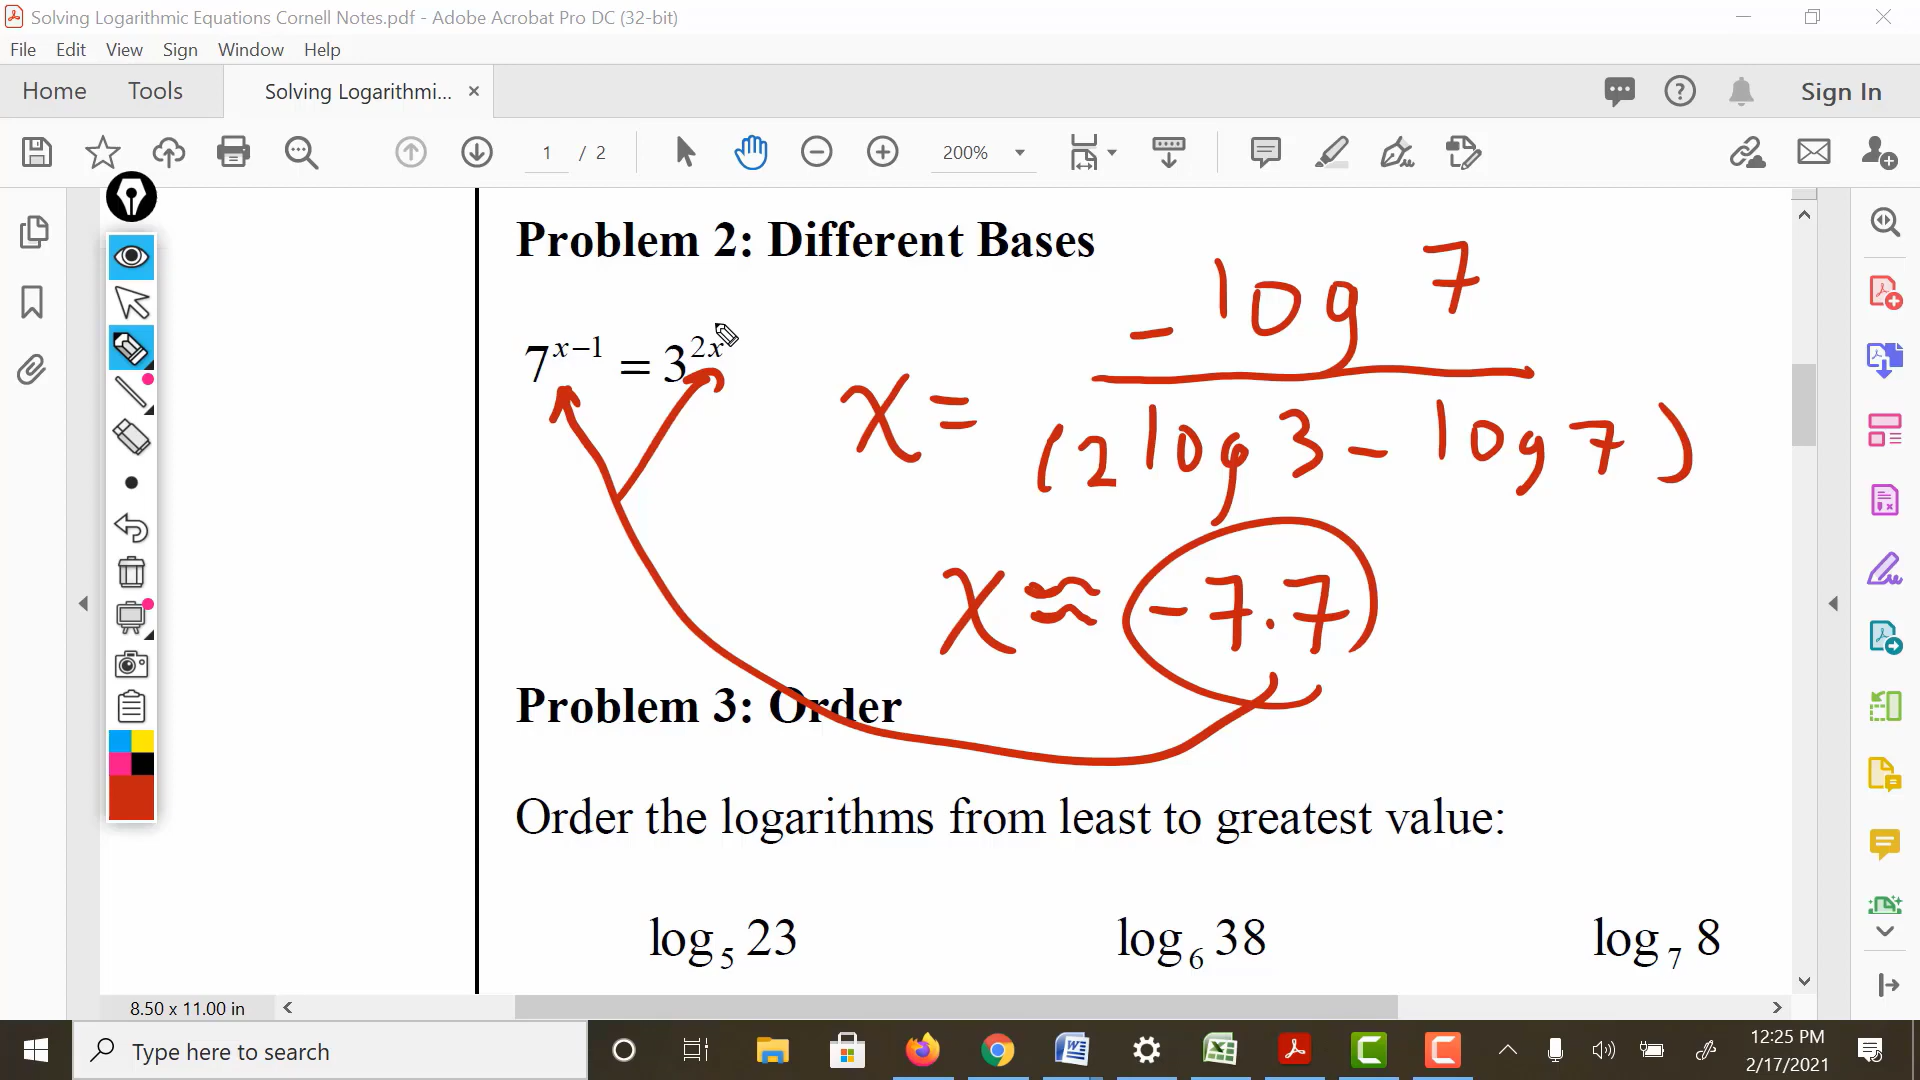 Solving Logarithmic Equations Cornell Notes.pdf - Adobe Acrobat Pro DC (32-bit)
File Edit View Sign Window Help
Home Tools Solving Logarithmi... × Sign In
1 / 2 200%
Problem 2: Different Bases
7^{x-1} = 3^{2x}
x = -log 7 / (2 log 3 - log 7)
x ≈ -7.7
Problem 3: Order
Order the logarithms from least to greatest value:
log₅ 23 log₆ 38 log₇ 8
8.50 x 11.00 in
Type here to search
12:25 PM
2/17/2021